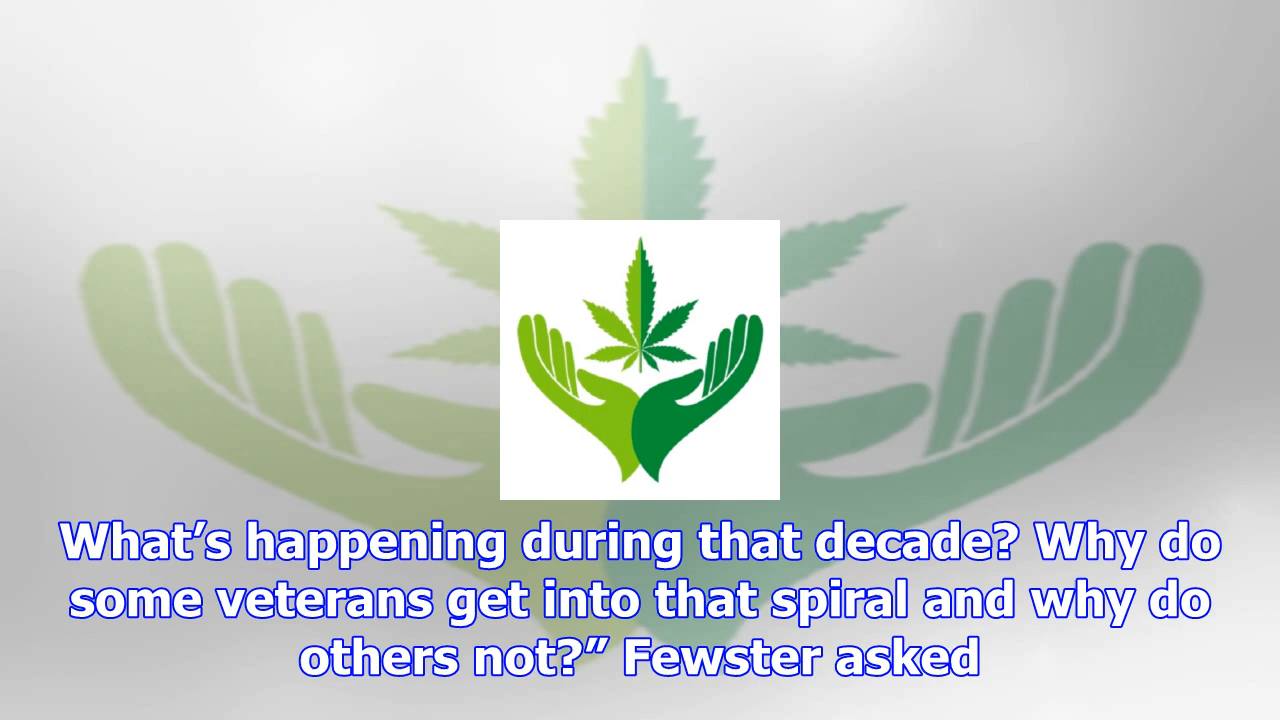 What’s happening during that decade? Why do
some veterans get into that spiral and why do
others not?” Fewster asked